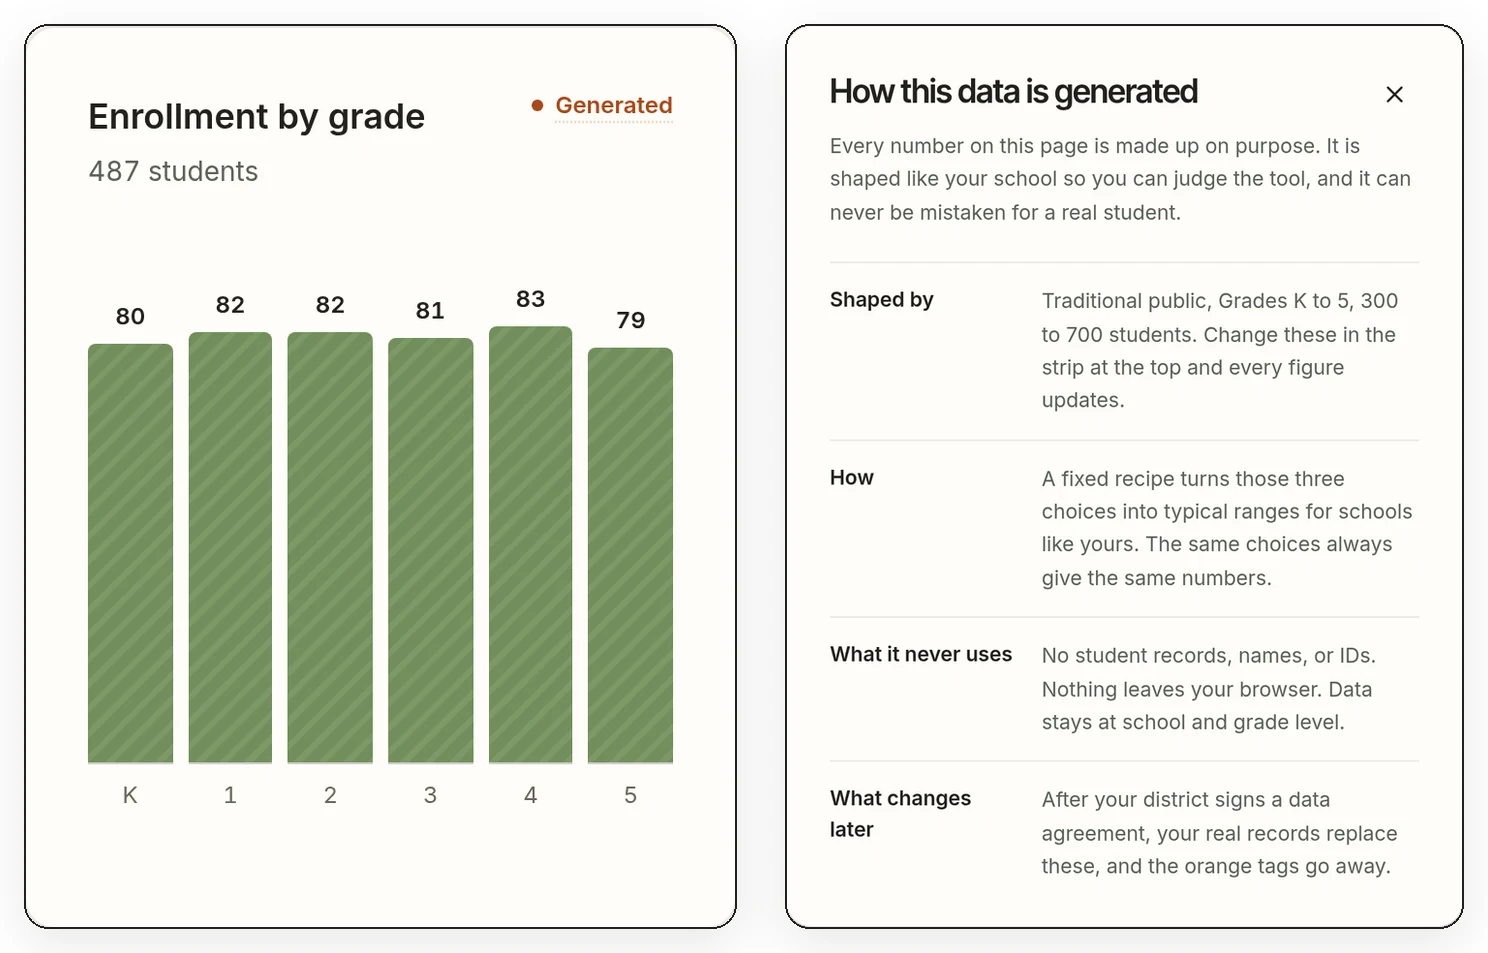 Enrollment by grade
Generated
487 students
80
82
82
81
83
79
K
1
2
3
4
5
How this data is generated
Every number on this page is made up on purpose. It is
shaped like your school so you can judge the tool, and it can
never be mistaken for a real student.
Shaped by
Traditional public, Grades K to 5, 300
to 700 students. Change these in the
strip at the top and every figure
updates.
How
A fixed recipe turns those three
choices into typical ranges for schools
like yours. The same choices always
give the same numbers.
What it never uses
No student records, names, or IDs.
Nothing leaves your browser. Data
stays at school and grade level.
What changes
later
After your district signs a data
agreement, your real records replace
these, and the orange tags go away.